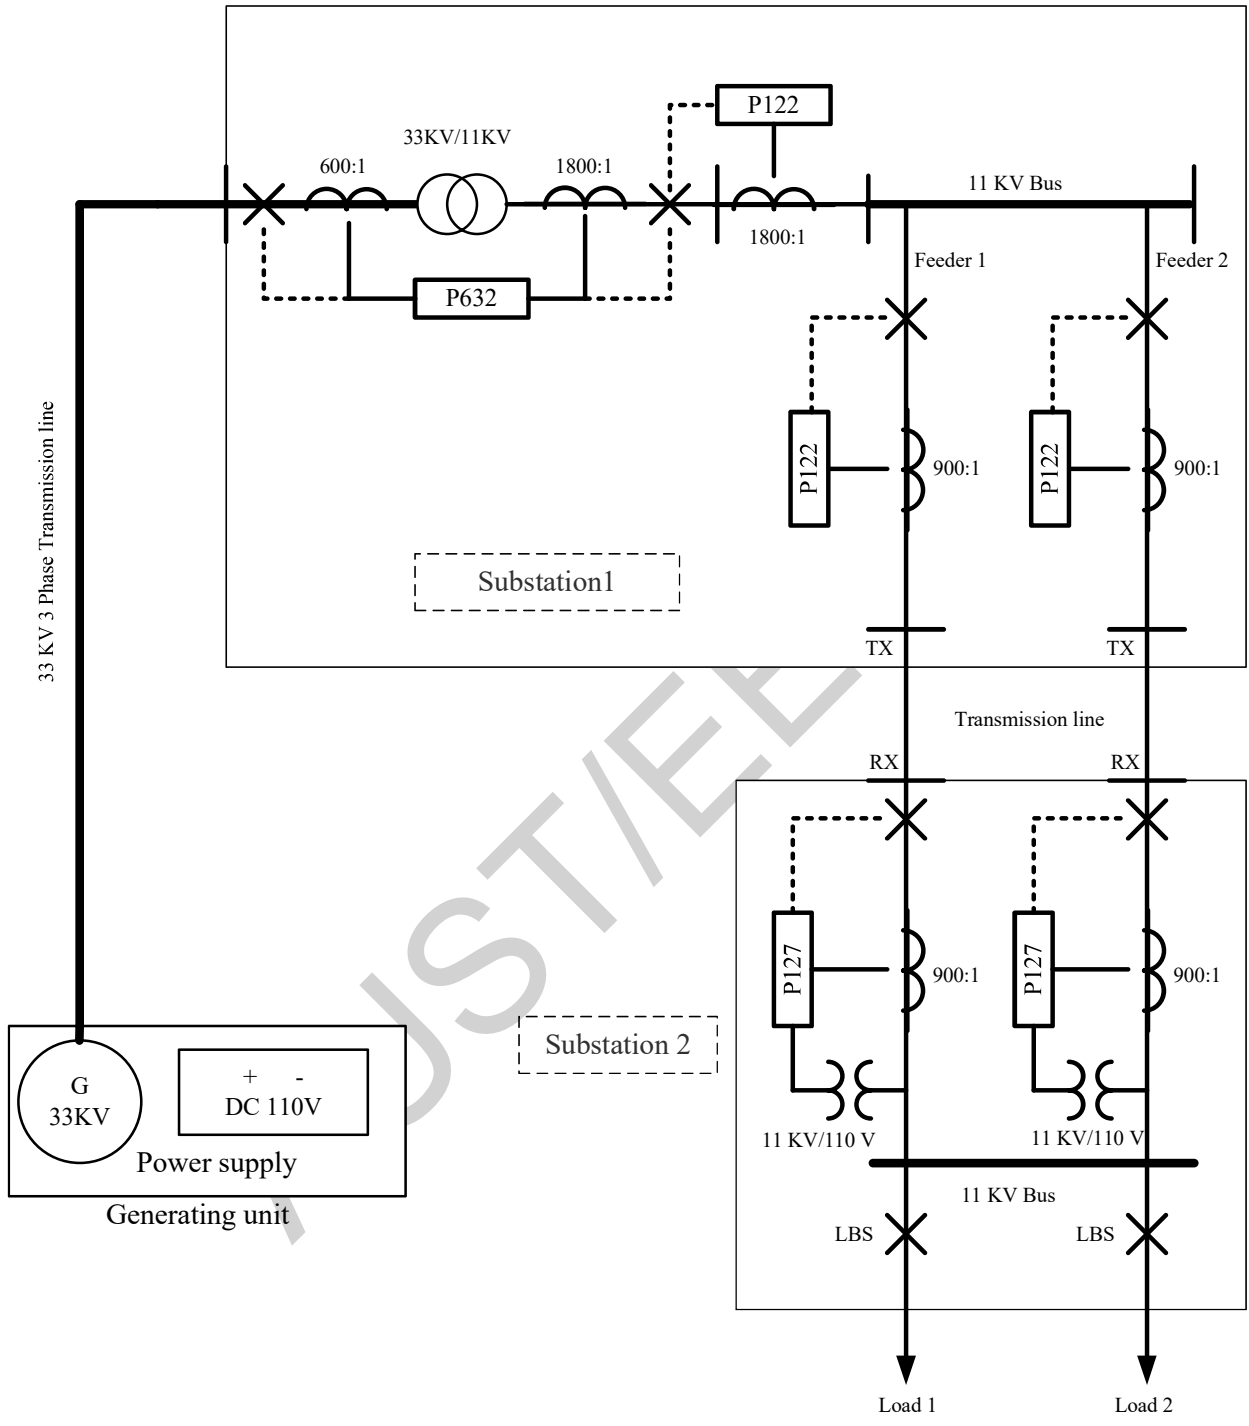 P122
33KV/11KV
600:1
1800:1
11 KV Bus
1800:1
Feeder 1
Feeder 2
P632
P122
900:1
P122
900:1
33 KV 3 Phase Transmission line
Substation1
TX
TX
Transmission line
RX
RX
P127
900:1
P127
900:1
Substation 2
G
33KV
+ -
DC 110V
Power supply
Generating unit
11 KV/110 V
11 KV/110 V
11 KV Bus
LBS
LBS
Load 1
Load 2